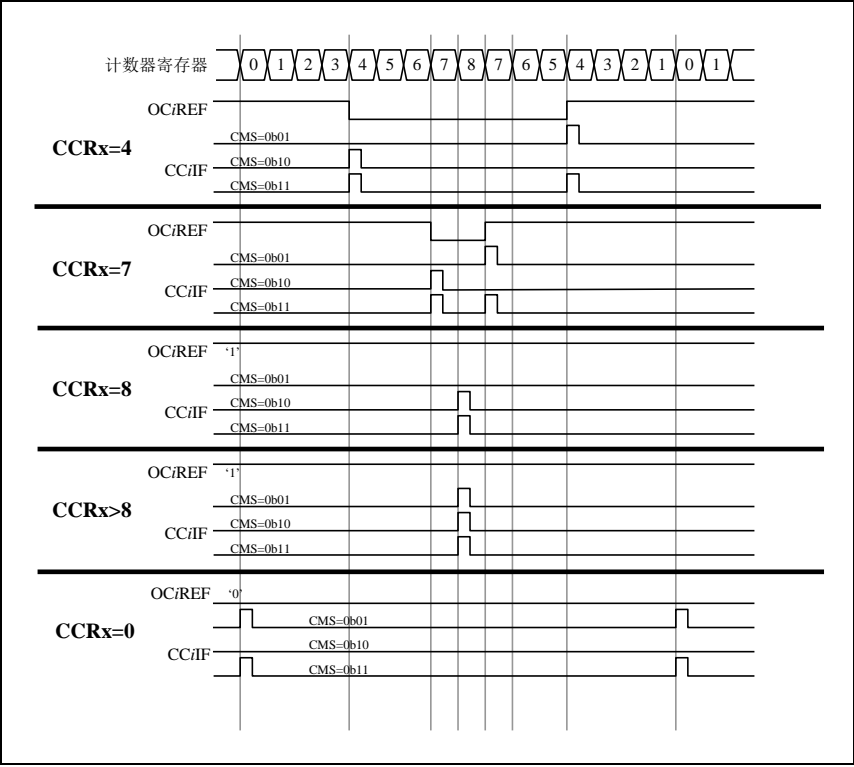 计数器寄存器 0 1 2 3 4 5 6 7 8 7 6 5 4 3 2 1 0 1
OCiREF
CMS=0b01
CCRx=4
CMS=0b10
CCiIF
CMS=0b11
OCiREF
CMS=0b01
CCRx=7
CMS=0b10
CCiIF
CMS=0b11
OCiREF ‘1’
CMS=0b01
CCRx=8
CMS=0b10
CCiIF
CMS=0b11
OCiREF ‘1’
CMS=0b01
CCRx>8
CMS=0b10
CCiIF
CMS=0b11
OCiREF ‘0’
CMS=0b01
CCRx=0
CMS=0b10
CCiIF
CMS=0b11